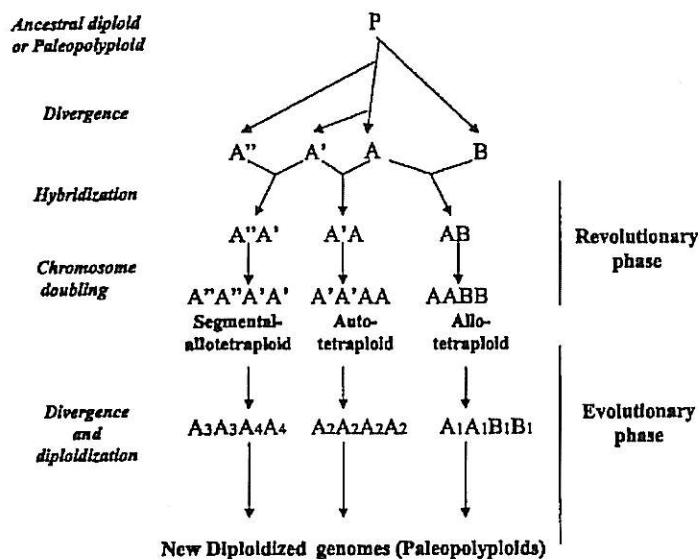 Ancestral diploid
or Paleopolyploid
P
Divergence
A" A' A B
Hybridization
A"A' A'A AB
Revolutionary
phase
Chromosome
doubling
A"A"A'A' A'A'AA AABB
Segmental-
allotetraploid
Auto-
tetraploid
Allo-
tetraploid
Divergence
and
diploidization
A3A3A4A4 A2A2A2A2 A1A1B1B1
Evolutionary
phase
New Diploidized genomes (Paleopolyploids)